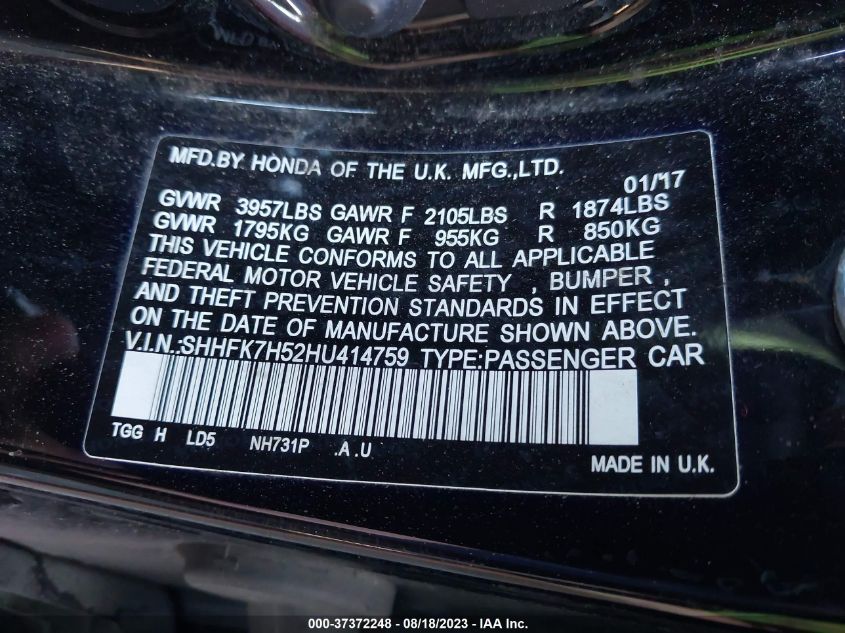 MFD.BY HONDA OF THE U.K. MFG.,LTD.
01/17
GVWR 3957LBS GAWR F 2105LBS R 1874LBS
GVWR 1795KG GAWR F 955KG R 850KG
THIS VEHICLE CONFORMS TO ALL APPLICABLE
FEDERAL MOTOR VEHICLE SAFETY , BUMPER ,
AND THEFT PREVENTION STANDARDS IN EFFECT
ON THE DATE OF MANUFACTURE SHOWN ABOVE.
V.I.N.:SHHFK7H52HU414759 TYPE:PASSENGER CAR
TGG H LD5 NH731P .A.U
MADE IN U.K.
000-37372248 - 08/18/2023 - IAA Inc.